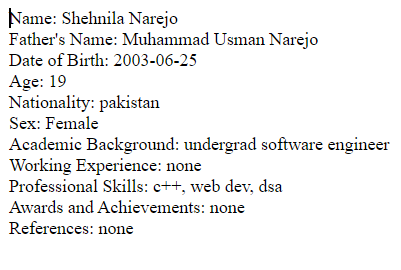 Name: Shehnila Narejo
Father's Name: Muhammad Usman Narejo
Date of Birth: 2003-06-25
Age: 19
Nationality: pakistan
Sex: Female
Academic Background: undergrad software engineer
Working Experience: none
Professional Skills: c++, web dev, dsa
Awards and Achievements: none
References: none